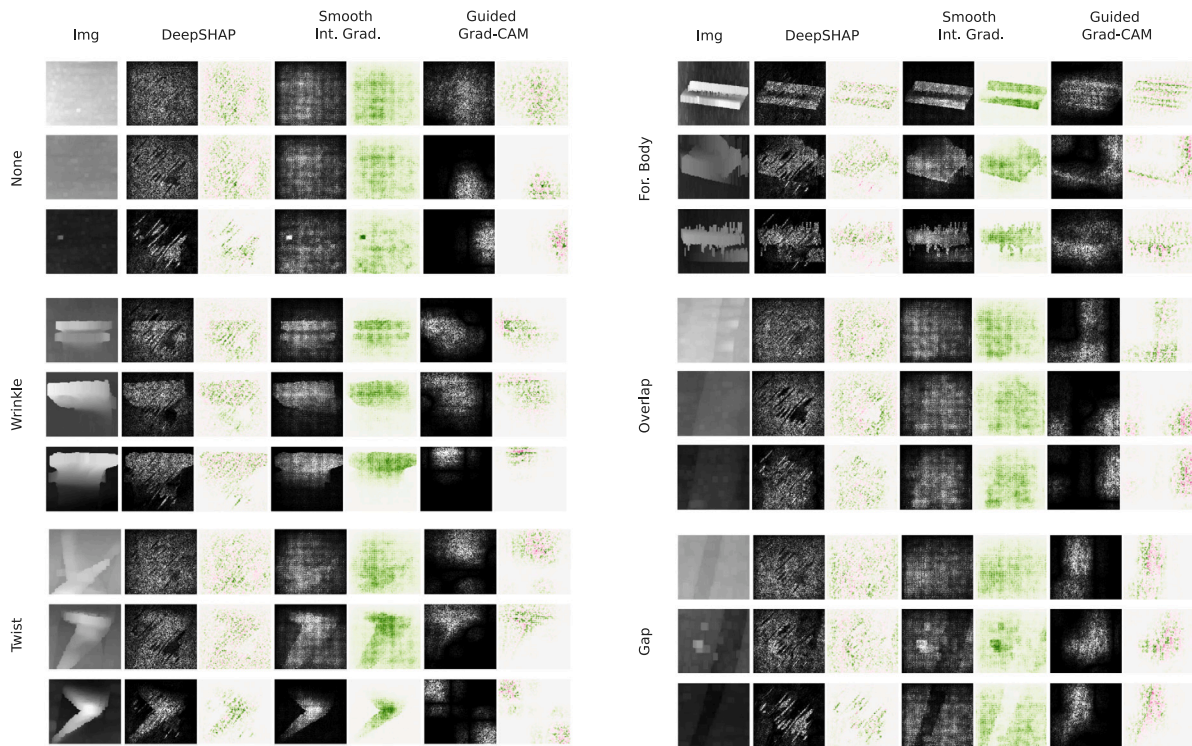 Img
DeepSHAP
Smooth
Int. Grad.
Guided
Grad-CAM
None
Wrinkle
Twist
Img
DeepSHAP
Smooth
Int. Grad.
Guided
Grad-CAM
For. Body
Overlap
Gap